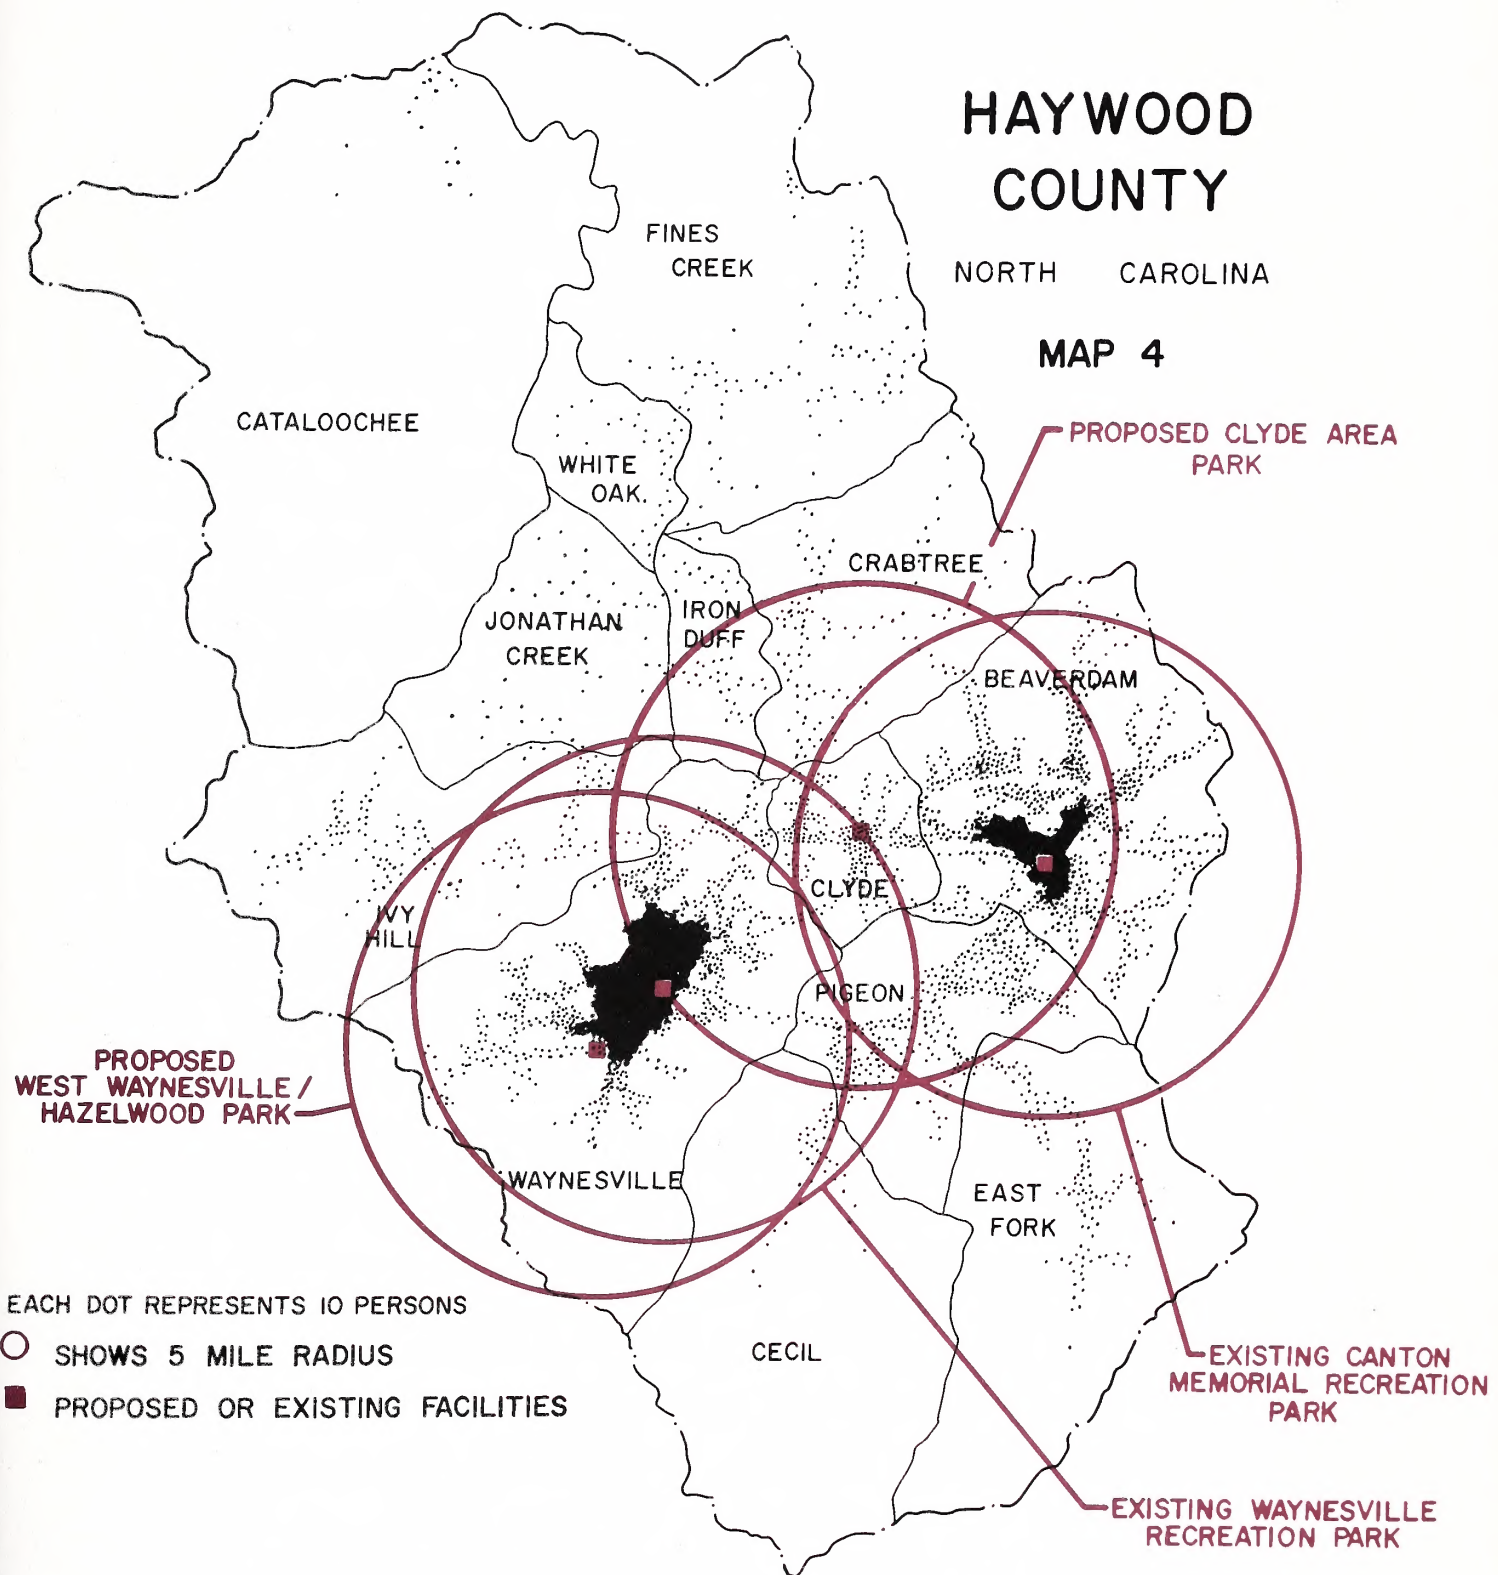 HAYWOOD
COUNTY
NORTH CAROLINA
MAP 4
FINES
CREEK
CATALOOCHEE
WHITE
OAK
PROPOSED CLYDE AREA
PARK
CRABTREE
JONATHAN
CREEK
IRON
DUFF
BEAVERDAM
CLYDE
IVY
HILL
PIGEON
PROPOSED
WEST WAYNESVILLE/
HAZELWOOD PARK
WAYNESVILLE
EAST
FORK
CECIL
EACH DOT REPRESENTS 10 PERSONS
SHOWS 5 MILE RADIUS
PROPOSED OR EXISTING FACILITIES
EXISTING CANTON
MEMORIAL RECREATION
PARK
EXISTING WAYNESVILLE
RECREATION PARK